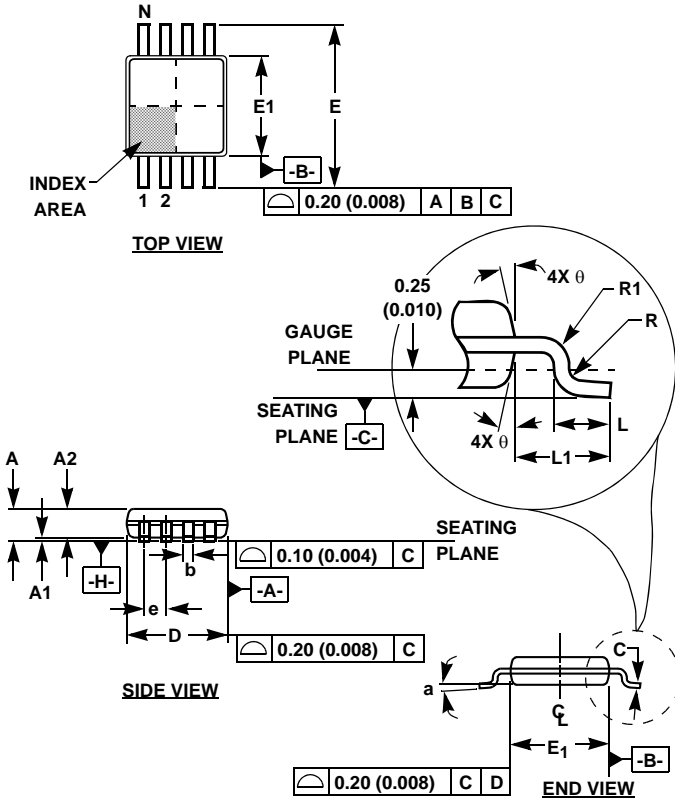 N
E1
E
-B-
INDEX
AREA
1 2
0.20 (0.008) A B C
TOP VIEW
0.25
(0.010)
4X θ
R1
R
GAUGE
PLANE
SEATING
PLANE -C-
4X θ
L
L1
A A2
SEATING
PLANE
0.10 (0.004) C
b
-H-
A1
-A-
e
D
0.20 (0.008) C
SIDE VIEW
C
a
CL
E1
-B-
0.20 (0.008) C D
END VIEW